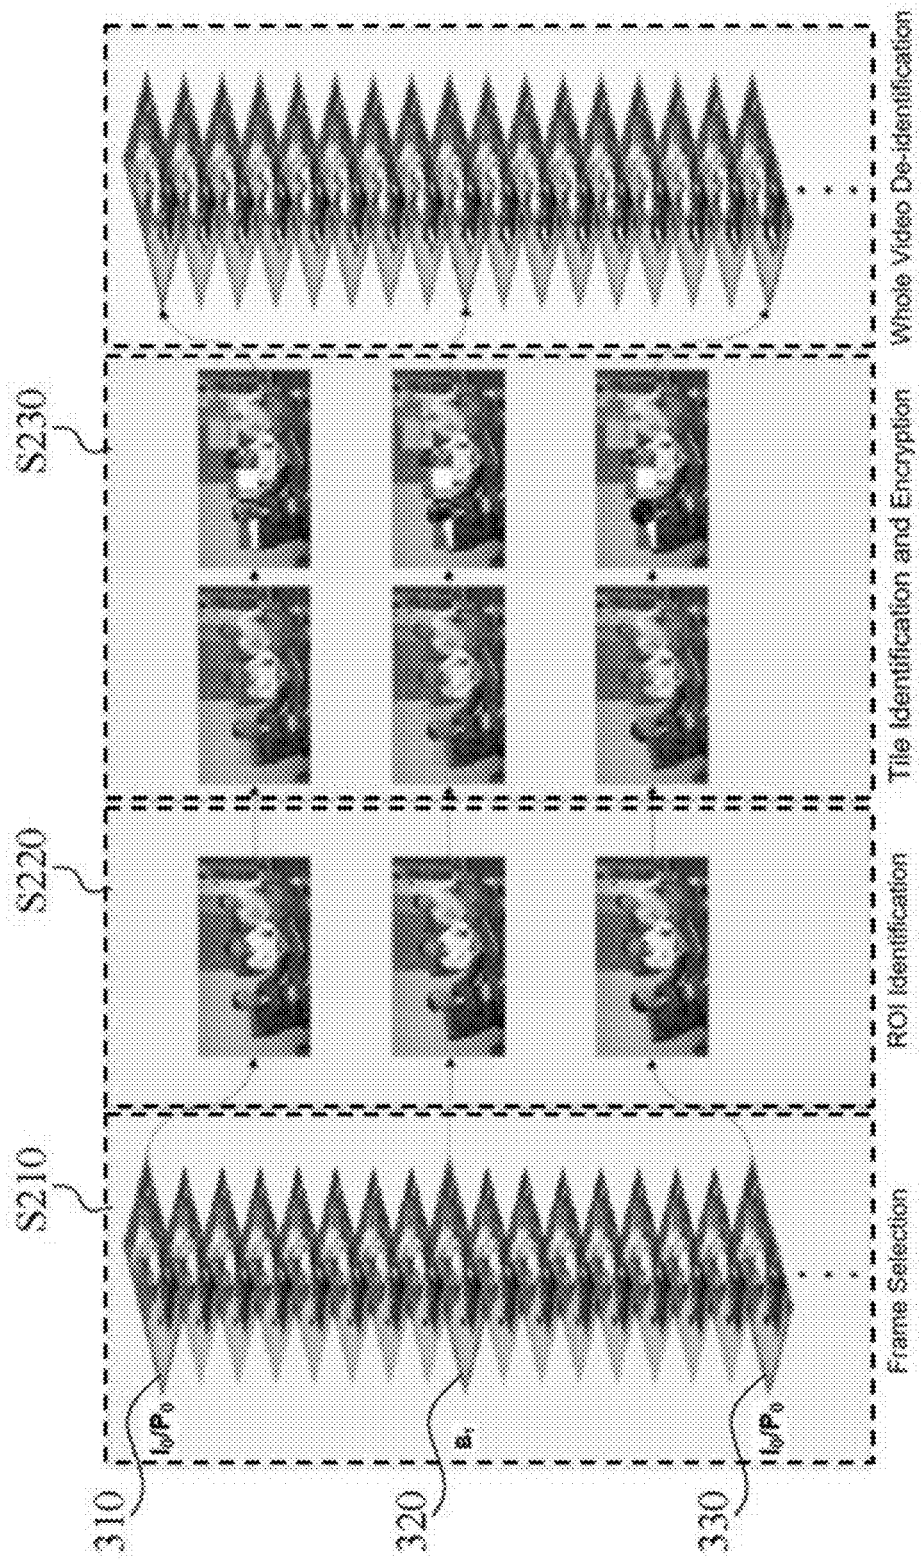 S210
S220
S230
310
I₀/P₀
320
B₁
330
I₀/P₀
Frame Selection
ROI Identification
Tile Identification and Encryption
Whole Video De-identification